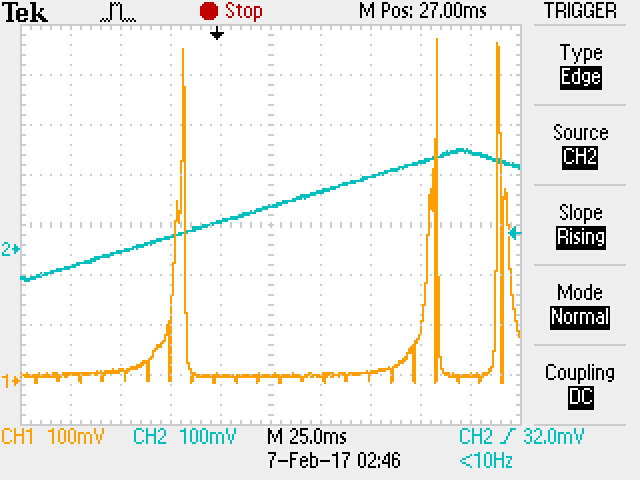 Tek Stop M Pos: 27.00ms TRIGGER
Type
Edge
Source
CH2
Slope
Rising
2
Mode
Normal
1
Coupling
DC
CH1 100mV CH2 100mV M 25.0ms CH2 32.0mV
7-Feb-17 02:46 <10Hz